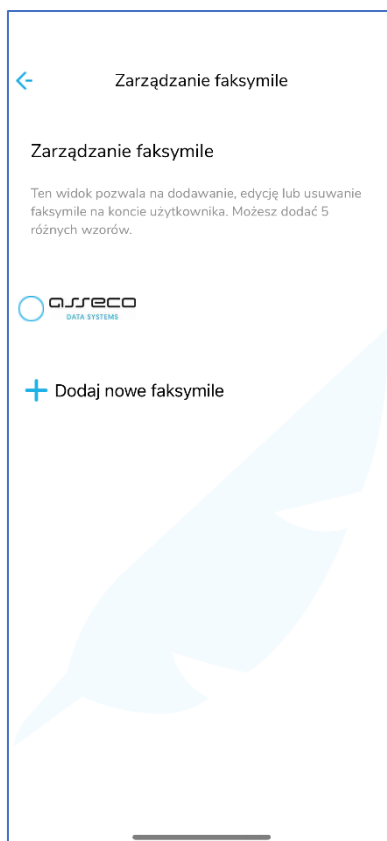 Zarządzanie faksymile
Zarządzanie faksymile
Ten widok pozwala na dodawanie, edycję lub usuwanie
faksymile na koncie użytkownika. Możesz dodać 5
różnych wzorów.
asseco
DATA SYSTEMS
Dodaj nowe faksymile